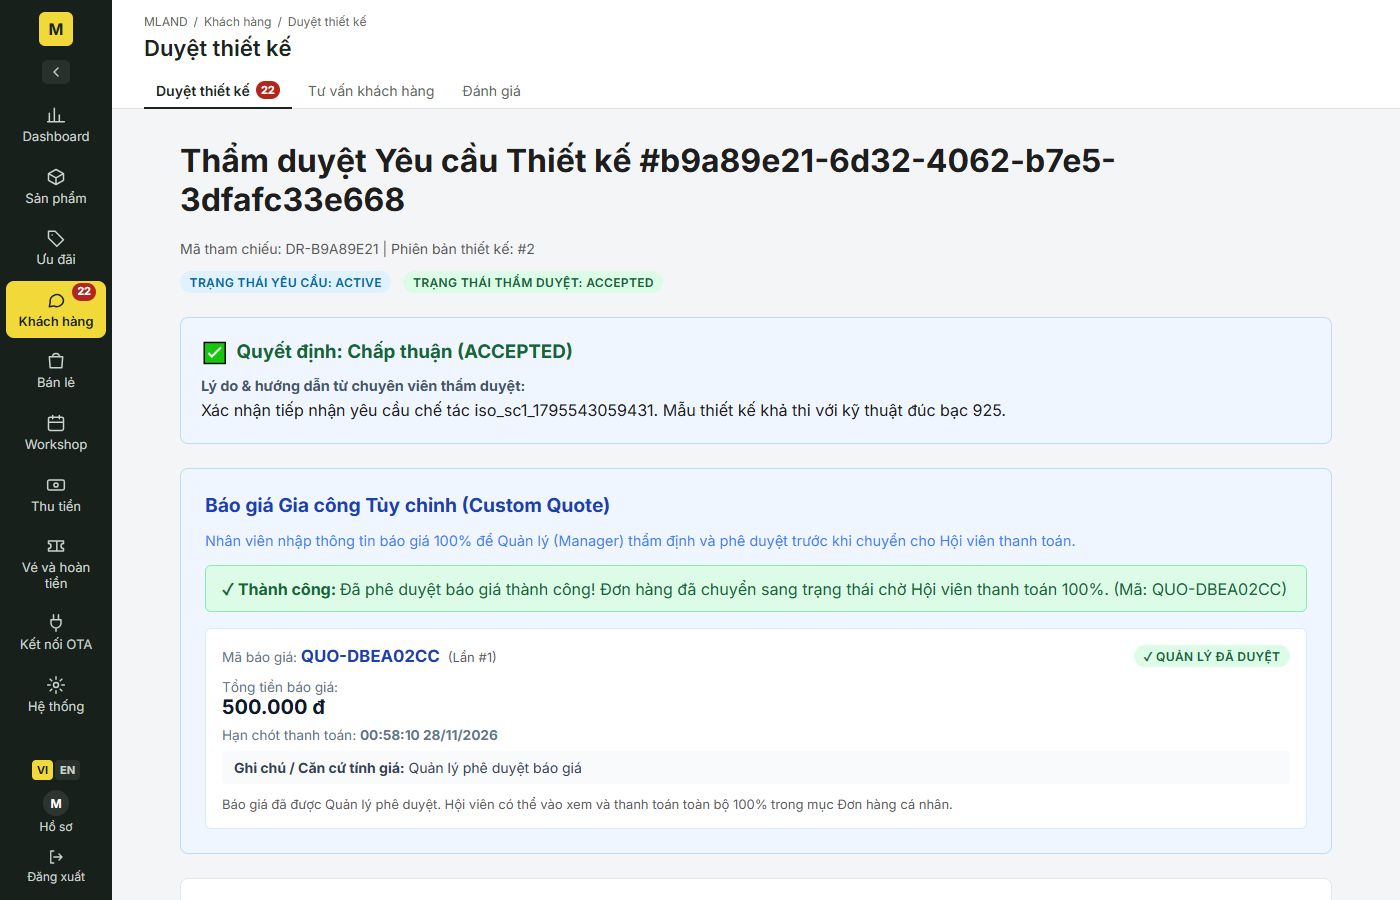 M
MLAND / Khách hàng / Duyệt thiết kế
Duyệt thiết kế
Duyệt thiết kế 22
Tư vấn khách hàng
Đánh giá
Dashboard
Sản phẩm
Ưu đãi
22
Khách hàng
Bán lẻ
Workshop
Thu tiền
Vé và hoàn
tiền
Kết nối OTA
Hệ thống
VI EN
M
Hồ sơ
Đăng xuất
Thẩm duyệt Yêu cầu Thiết kế #b9a89e21-6d32-4062-b7e5-
3dfafc33e668
Mã tham chiếu: DR-B9A89E21 | Phiên bản thiết kế: #2
TRẠNG THÁI YÊU CẦU: ACTIVE
TRẠNG THÁI THẨM DUYỆT: ACCEPTED
✅ Quyết định: Chấp thuận (ACCEPTED)
Lý do & hướng dẫn từ chuyên viên thẩm duyệt:
Xác nhận tiếp nhận yêu cầu chế tác iso_sc1_1795543059431. Mẫu thiết kế khả thi với kỹ thuật đúc bạc 925.
Báo giá Gia công Tùy chỉnh (Custom Quote)
Nhân viên nhập thông tin báo giá 100% để Quản lý (Manager) thẩm định và phê duyệt trước khi chuyển cho Hội viên thanh toán.
✓ Thành công: Đã phê duyệt báo giá thành công! Đơn hàng đã chuyển sang trạng thái chờ Hội viên thanh toán 100%. (Mã: QUO-DBEA02CC)
Mã báo giá: QUO-DBEA02CC (Lần #1)
✓ QUẢN LÝ ĐÃ DUYỆT
Tổng tiền báo giá:
500.000 đ
Hạn chót thanh toán: 00:58:10 28/11/2026
Ghi chú / Căn cứ tính giá: Quản lý phê duyệt báo giá
Báo giá đã được Quản lý phê duyệt. Hội viên có thể vào xem và thanh toán toàn bộ 100% trong mục Đơn hàng cá nhân.